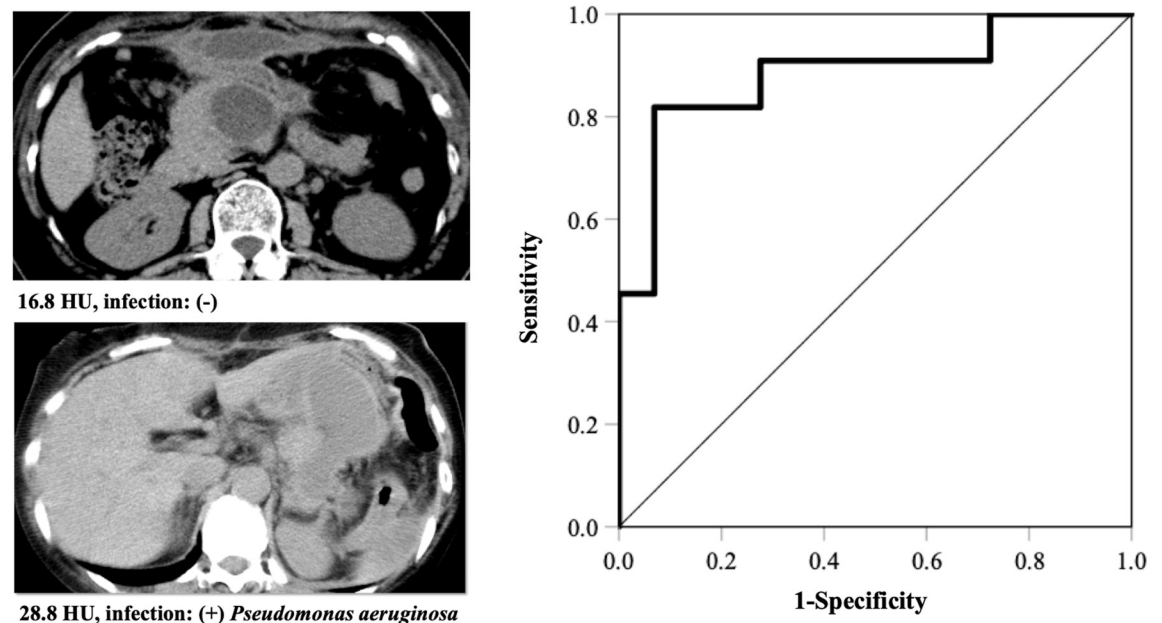 16.8 HU, infection: (-)
28.8 HU, infection: (+) Pseudomonas aeruginosa
Sensitivity
1.0
0.8
0.6
0.4
0.2
0.0
0.0 0.2 0.4 0.6 0.8 1.0
1-Specificity